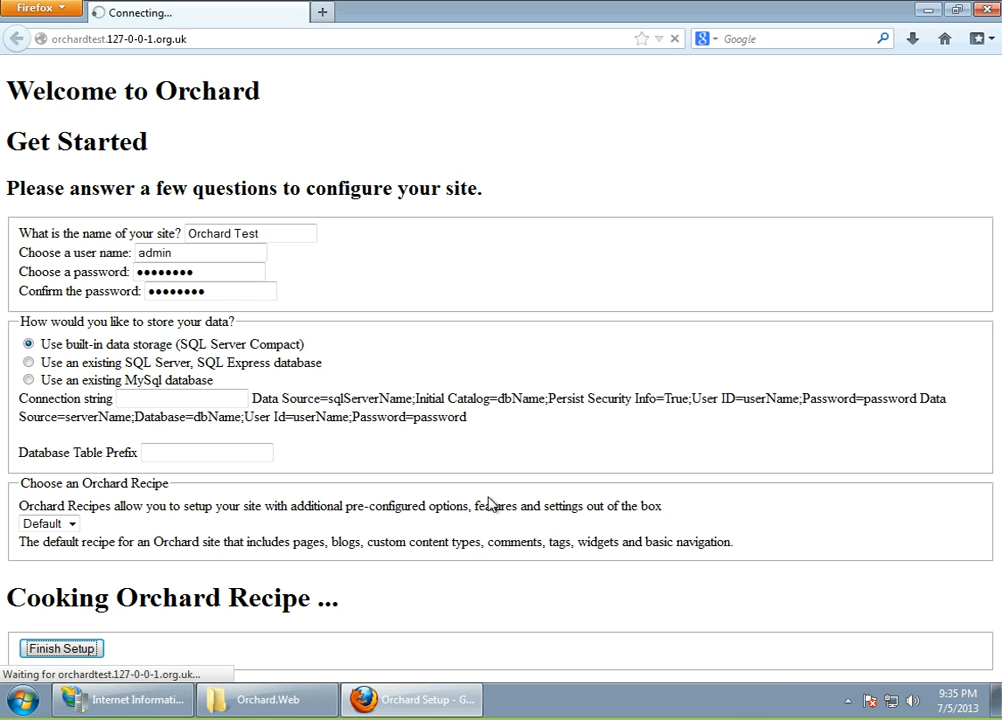 Firefox
Connecting...
orchardtest.127-0-0-1.org.uk
Google
Welcome to Orchard
Get Started
Please answer a few questions to configure your site.
What is the name of your site? Orchard Test
Choose a user name: admin
Choose a password: ••••••••
Confirm the password: ••••••••
How would you like to store your data?
Use built-in data storage (SQL Server Compact)
Use an existing SQL Server, SQL Express database
Use an existing MySql database
Connection string Data Source=sqlServerName;Initial Catalog=dbName;Persist Security Info=True;User ID=userName;Password=password Data
Source=serverName;Database=dbName;User Id=userName;Password=password
Database Table Prefix
Choose an Orchard Recipe
Orchard Recipes allow you to setup your site with additional pre-configured options, features and settings out of the box
Default
The default recipe for an Orchard site that includes pages, blogs, custom content types, comments, tags, widgets and basic navigation.
Cooking Orchard Recipe ...
Finish Setup
Waiting for orchardtest.127-0-0-1.org.uk...
Internet Informati...
Orchard.Web
Orchard Setup - G...
9:35 PM
7/5/2013